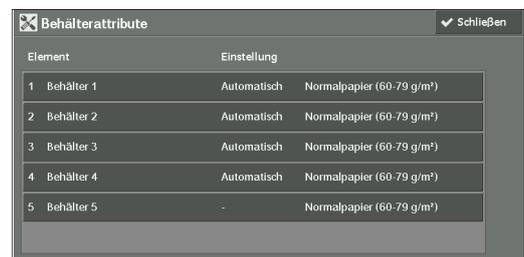 Behälterattribute
Schließen
Element Einstellung
1 Behälter 1 Automatisch Normalpapier (60-79 g/m²)
2 Behälter 2 Automatisch Normalpapier (60-79 g/m²)
3 Behälter 3 Automatisch Normalpapier (60-79 g/m²)
4 Behälter 4 Automatisch Normalpapier (60-79 g/m²)
5 Behälter 5 - Normalpapier (60-79 g/m²)